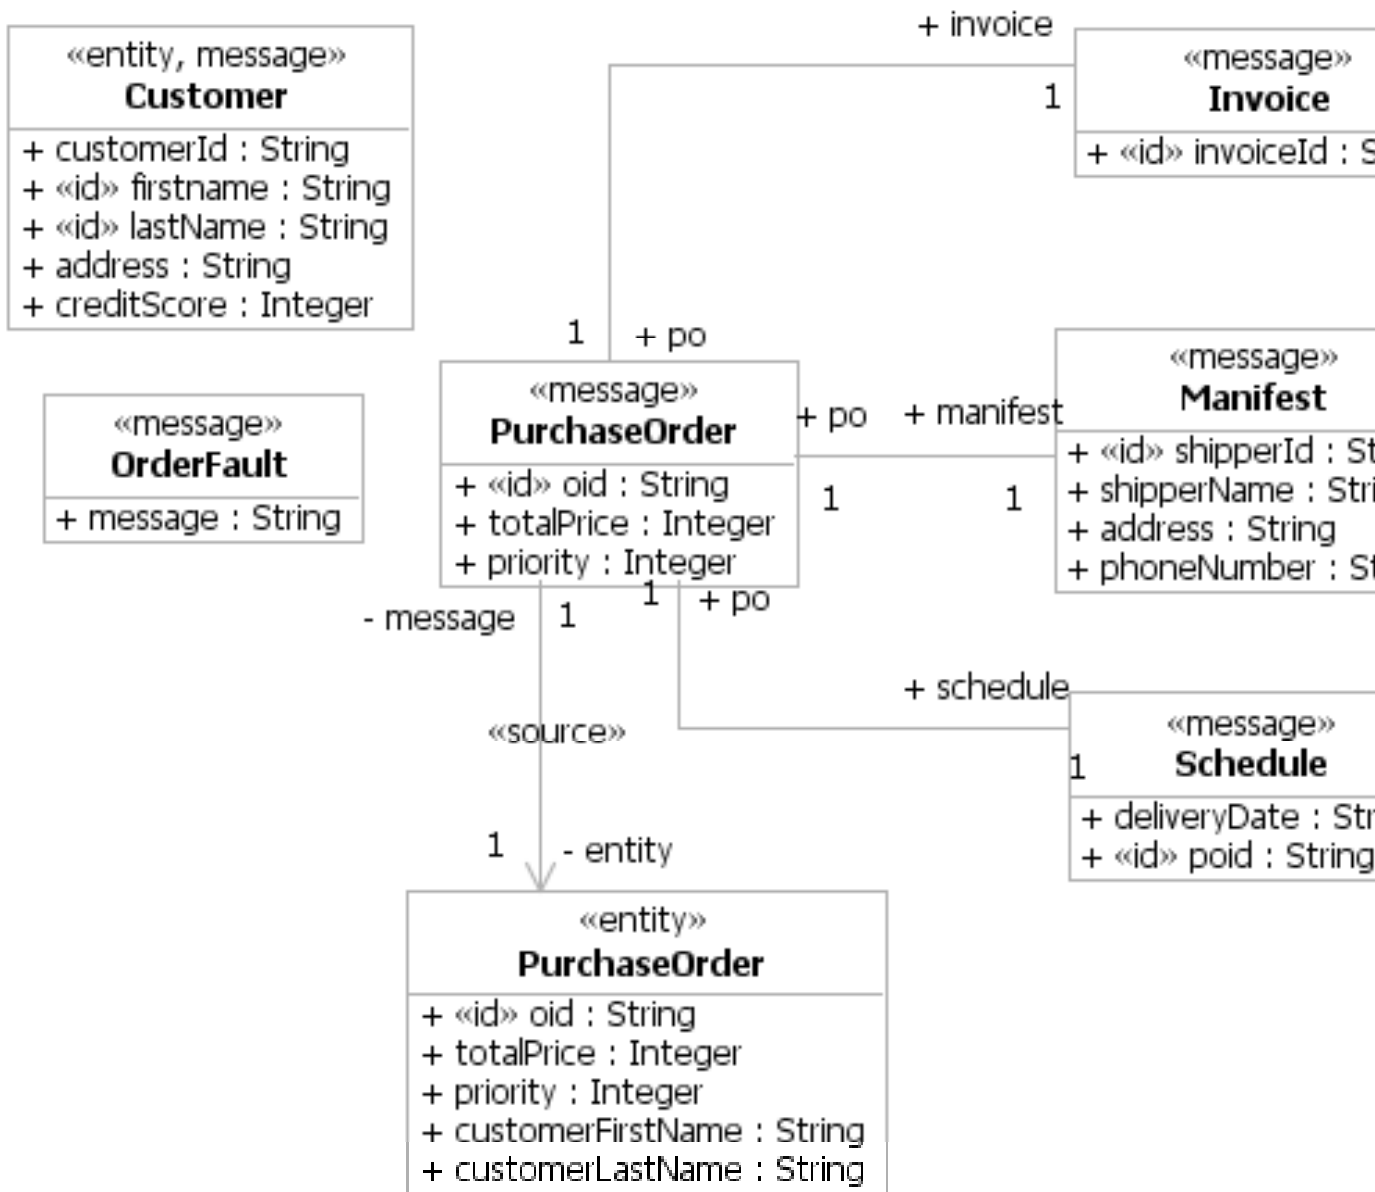 «entity, message»
Customer
+ customerId : String
+ «id» firstname : String
+ «id» lastName : String
+ address : String
+ creditScore : Integer
+ invoice
1
«message»
Invoice
+ «id» invoiceId : S
«message»
OrderFault
+ message : String
1 + po
«message»
PurchaseOrder
+ «id» oid : String
+ totalPrice : Integer
+ priority : Integer
+ po + manifest
1 1
«message»
Manifest
+ «id» shipperId : St
+ shipperName : Stri
+ address : String
+ phoneNumber : St
- message 1
1 + po
«source»
+ schedule
1
«message»
Schedule
+ deliveryDate : Str
+ «id» poid : String
1 - entity
«entity»
PurchaseOrder
+ «id» oid : String
+ totalPrice : Integer
+ priority : Integer
+ customerFirstName : String
+ customerLastName : String